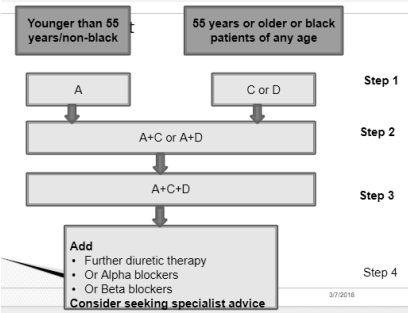 Younger than 55
years/non-black
t
55 years or older or black
patients of any age
A
C or D
Step 1
A+C or A+D
Step 2
A+C+D
Step 3
Add
• Further diuretic therapy
• Or Alpha blockers
• Or Beta blockers
Consider seeking specialist advice
Step 4
3/7/2018